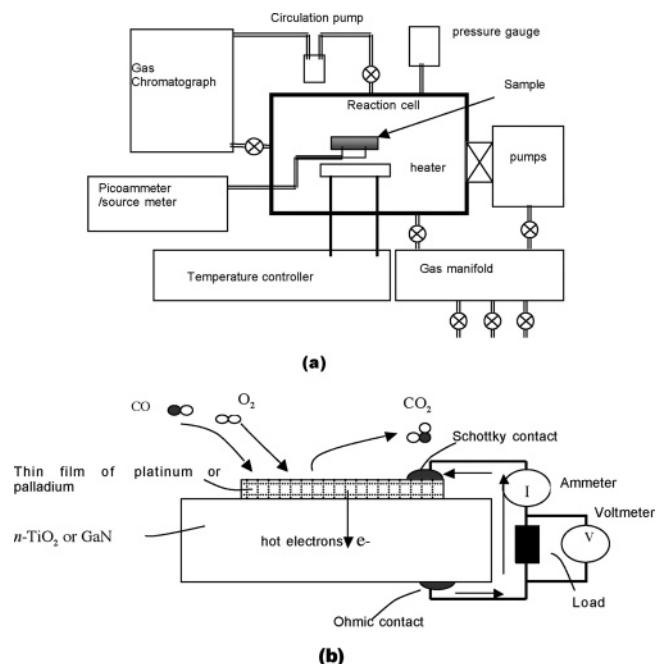 Circulation pump
pressure gauge
Gas
Chromatograph
Reaction cell
Sample
heater
pumps
Picoammeter
/source meter
Temperature controller
Gas manifold
(a)
CO
O2
CO2
Schottky contact
Thin film of platinum or
palladium
I
Ammeter
Voltmeter
n-TiO2 or GaN
hot electrons
e-
V
Load
Ohmic contact
(b)